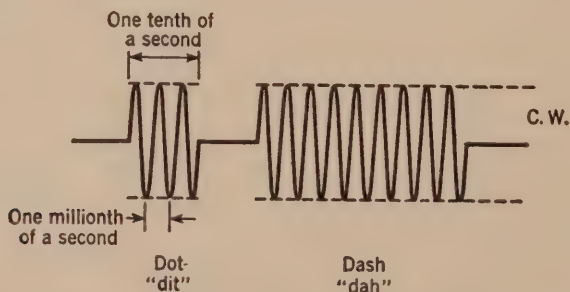 One tenth of
a second
C. W.
One millionth
of a second
Dot-
"dit"
Dash
"dah"